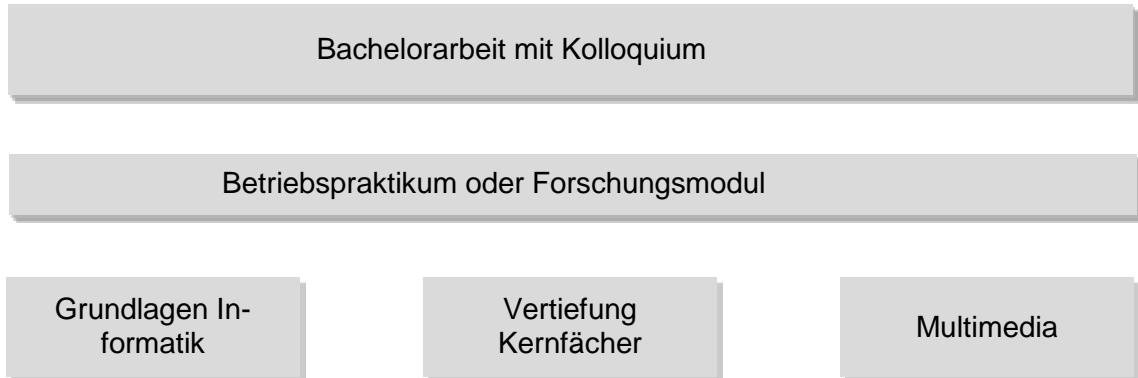 Bachelorarbeit mit Kolloquium
Betriebspraktikum oder Forschungsmodul
Grundlagen In-
formatik
Vertiefung
Kernfächer
Multimedia